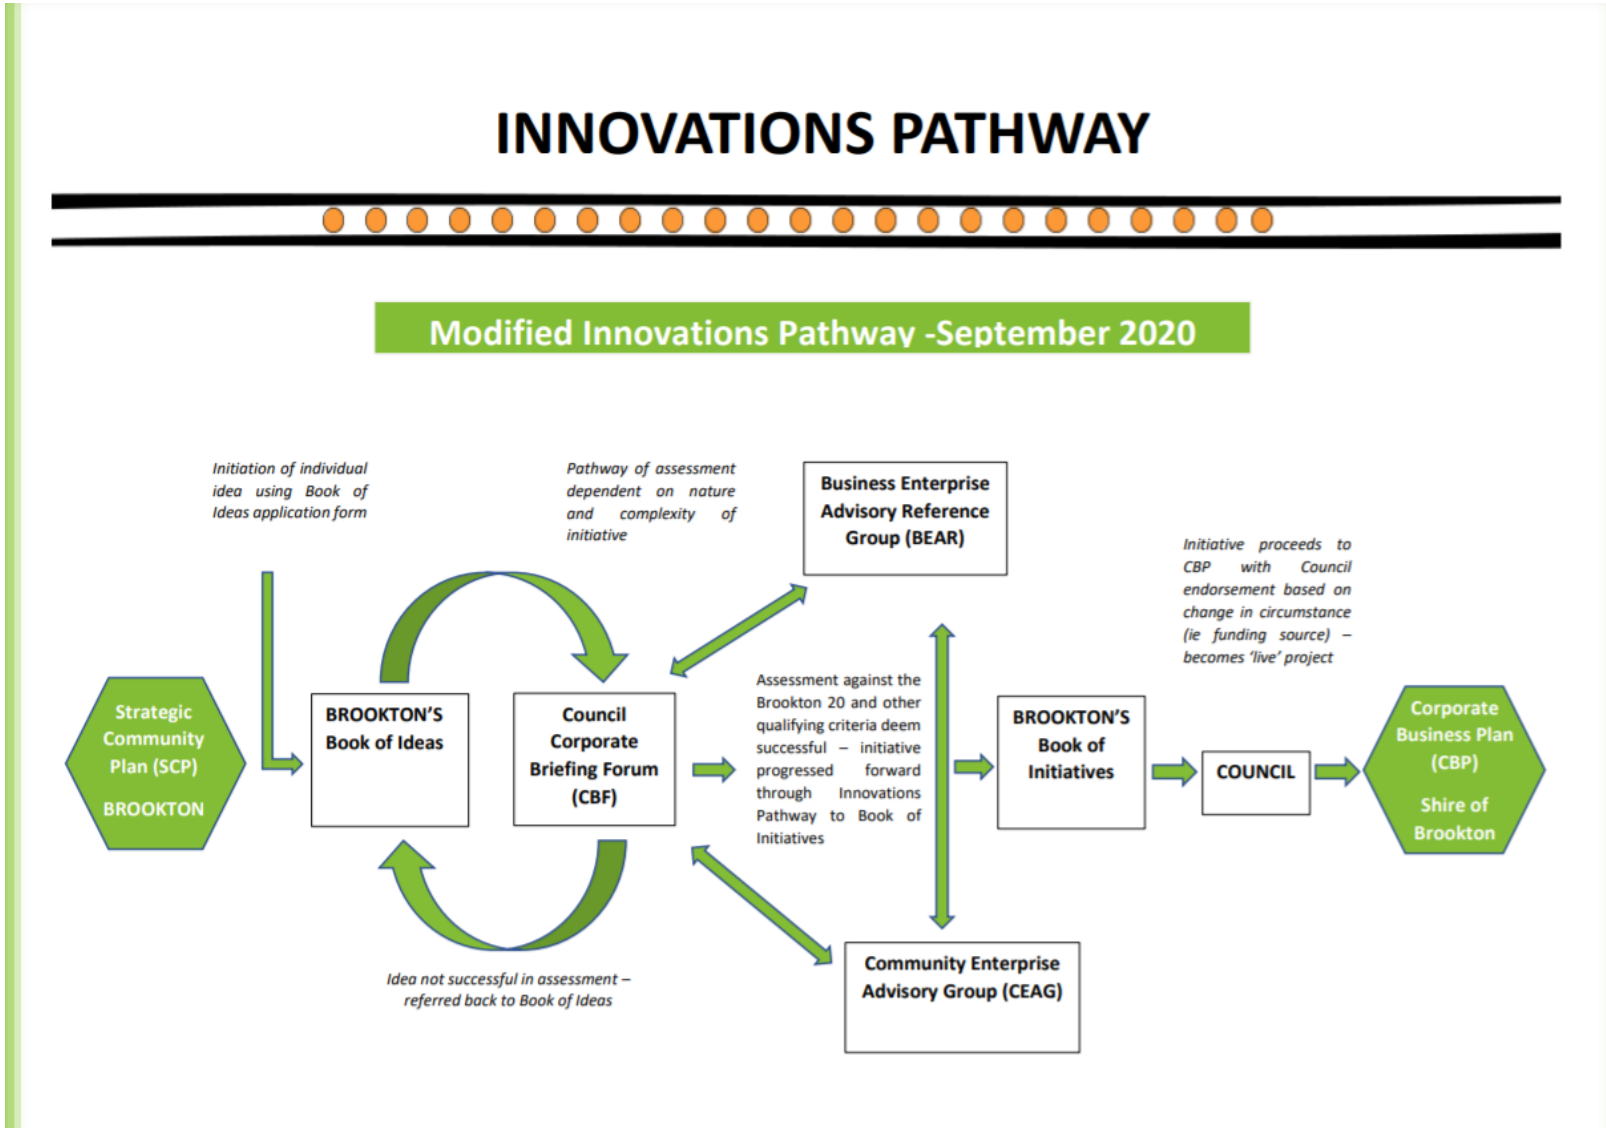 INNOVATIONS PATHWAY
Modified Innovations Pathway -September 2020
Initiation of individual
idea using Book of
Ideas application form
Pathway of assessment
dependent on nature
and complexity of
initiative
Business Enterprise
Advisory Reference
Group (BEAR)
Initiative proceeds to
CBP with Council
endorsement based on
change in circumstance
(ie funding source) –
becomes ‘live’ project
Strategic
Community
Plan (SCP)
BROOKTON
BROOKTON’S
Book of Ideas
Council
Corporate
Briefing Forum
(CBF)
Assessment against the
Brookton 20 and other
qualifying criteria deem
successful – initiative
progressed forward
through Innovations
Pathway to Book of
Initiatives
BROOKTON’S
Book of
Initiatives
COUNCIL
Corporate
Business Plan
(CBP)
Shire of
Brookton
Idea not successful in assessment –
referred back to Book of Ideas
Community Enterprise
Advisory Group (CEAG)